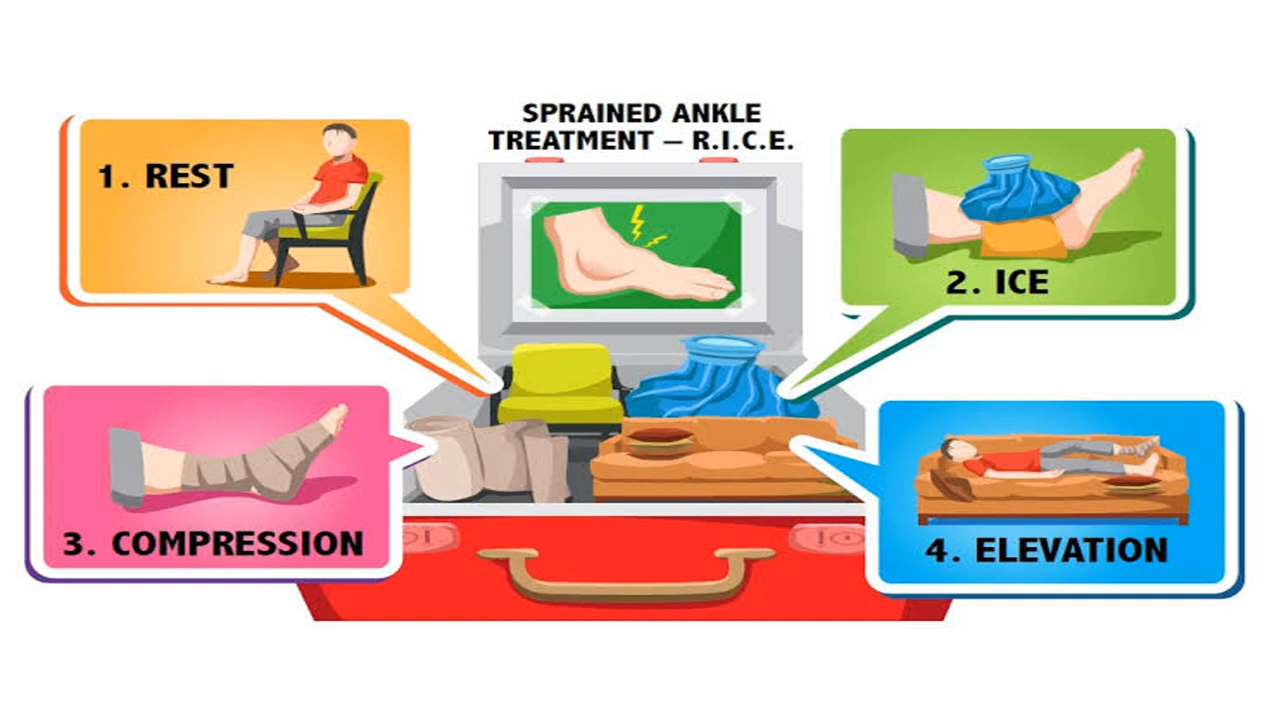 SPRAINED ANKLE
TREATMENT – R.I.C.E.
1. REST
2. ICE
3. COMPRESSION
4. ELEVATION